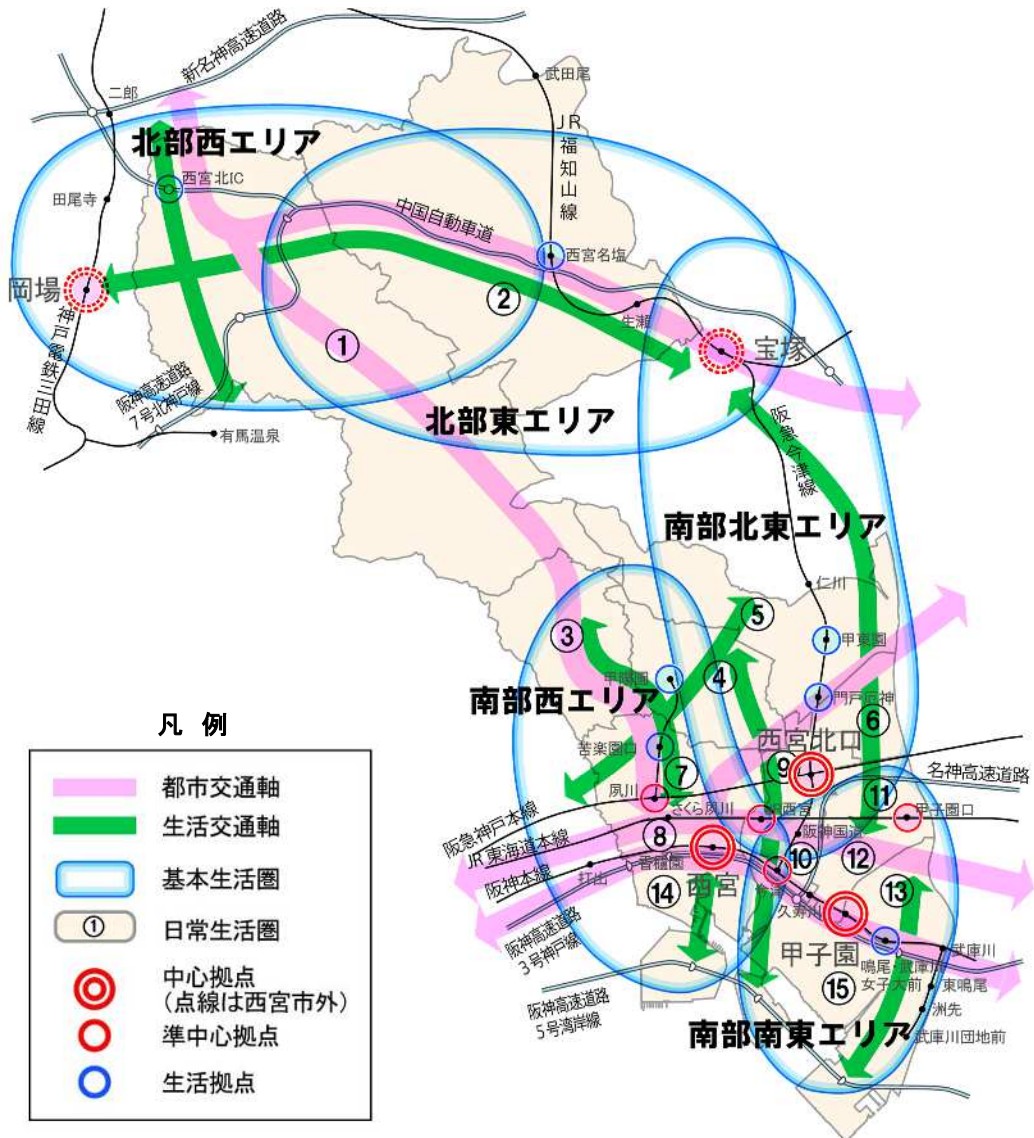 新名神高速道路
武田尾
二郎
JR福知山線
北部西エリア
西宮北IC
田尾寺
中国自動車道
西宮名塩
岡場
②
生瀬
①
宝塚
神戸電鉄三田線
阪神高速道路
7号北神戸線
北部東エリア
有馬温泉
阪急今津線
南部北東エリア
仁川
⑤
③
甲東園
④
甲陽園
南部西エリア
門戸厄神
⑥
西宮北口
苦楽園口
⑦
⑨
名神高速道路
夙川
さくら夙川
JR西宮
⑪
甲子園口
阪急神戸本線
JR東海道本線
阪神本線
⑧
阪神国道
香櫨園
打出
⑩
⑫
今津
西宮
⑭
⑬
久寿川
阪神高速道路
3号神戸線
甲子園
武庫川
鳴尾・武庫川
女子大前
東鳴尾
⑮
洲先
阪神高速道路
5号湾岸線
南部南東エリア
武庫川団地前
凡 例
都市交通軸
生活交通軸
基本生活圏
① 日常生活圏
中心拠点
(点線は西宮市外)
準中心拠点
生活拠点